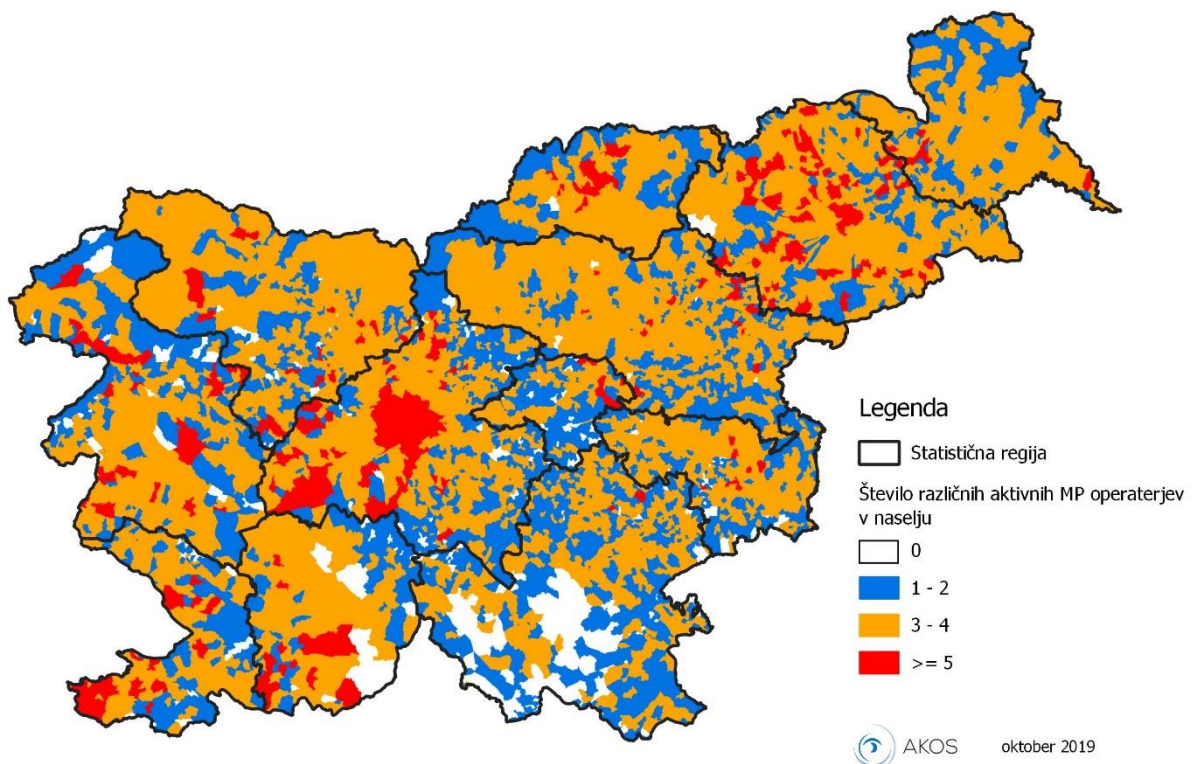 Legenda
Statistična regija
Število različnih aktivnih MP operaterjev
v naselju
0
1 - 2
3 - 4
>= 5
AKOS oktober 2019